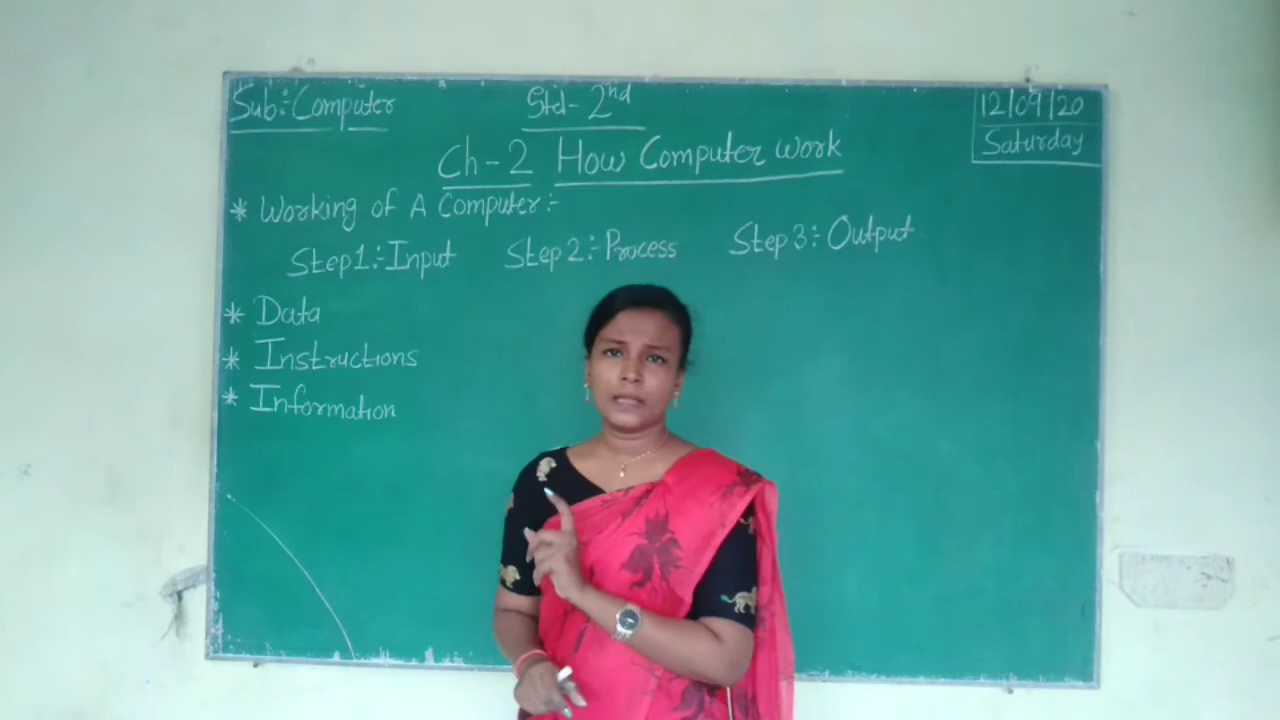 Sub:- Computer
Std - 2nd
12/09/20
Saturday
Ch - 2 How Computer work
* Working of A Computer:-
Step1:- Input Step2:- Process Step3:- Output
* Data
* Instructions
* Information